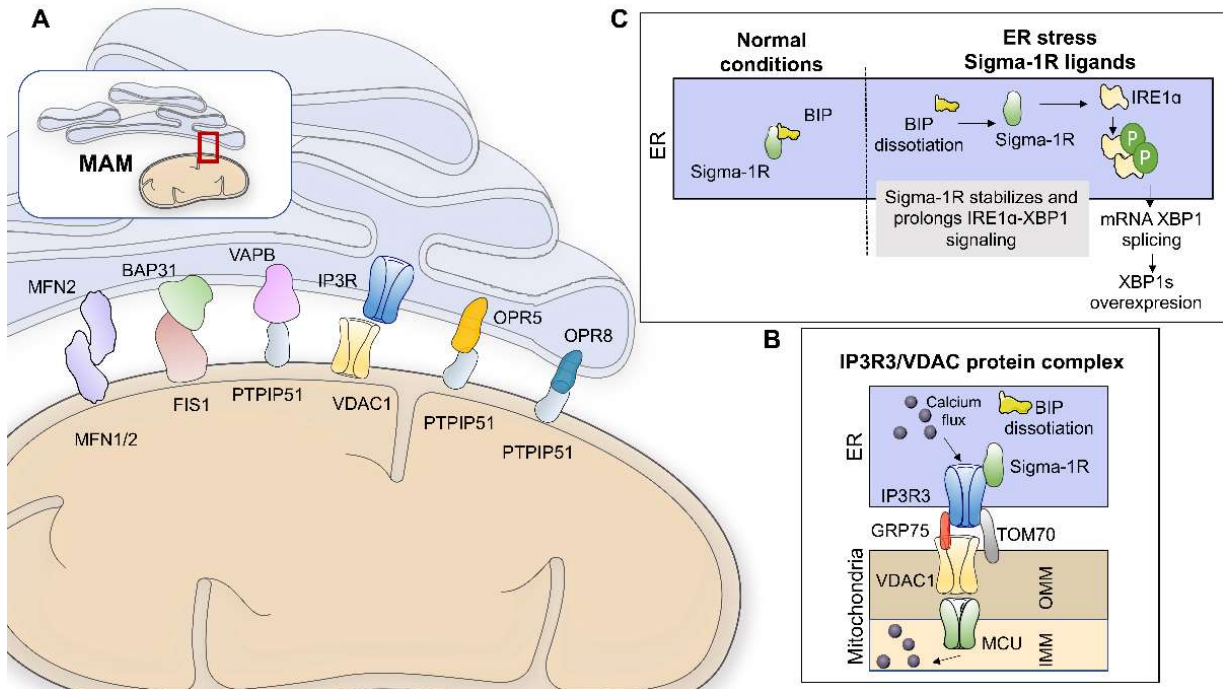 A
MAM
MFN2
BAP31
VAPB
IP3R
OPR5
OPR8
MFN1/2
FIS1
PTPIP51
VDAC1
PTPIP51
PTPIP51
C
Normal
conditions
ER stress
Sigma-1R ligands
ER
BIP
Sigma-1R
BIP
dissotiation
Sigma-1R
IRE1α
P
P
Sigma-1R stabilizes and
prolongs IRE1α-XBP1
signaling
mRNA XBP1
splicing
XBP1s
overexpresion
B
IP3R3/VDAC protein complex
ER
Calcium
flux
BIP
dissotiation
Sigma-1R
IP3R3
GRP75
TOM70
Mitochondria
VDAC1
OMM
MCU
IMM